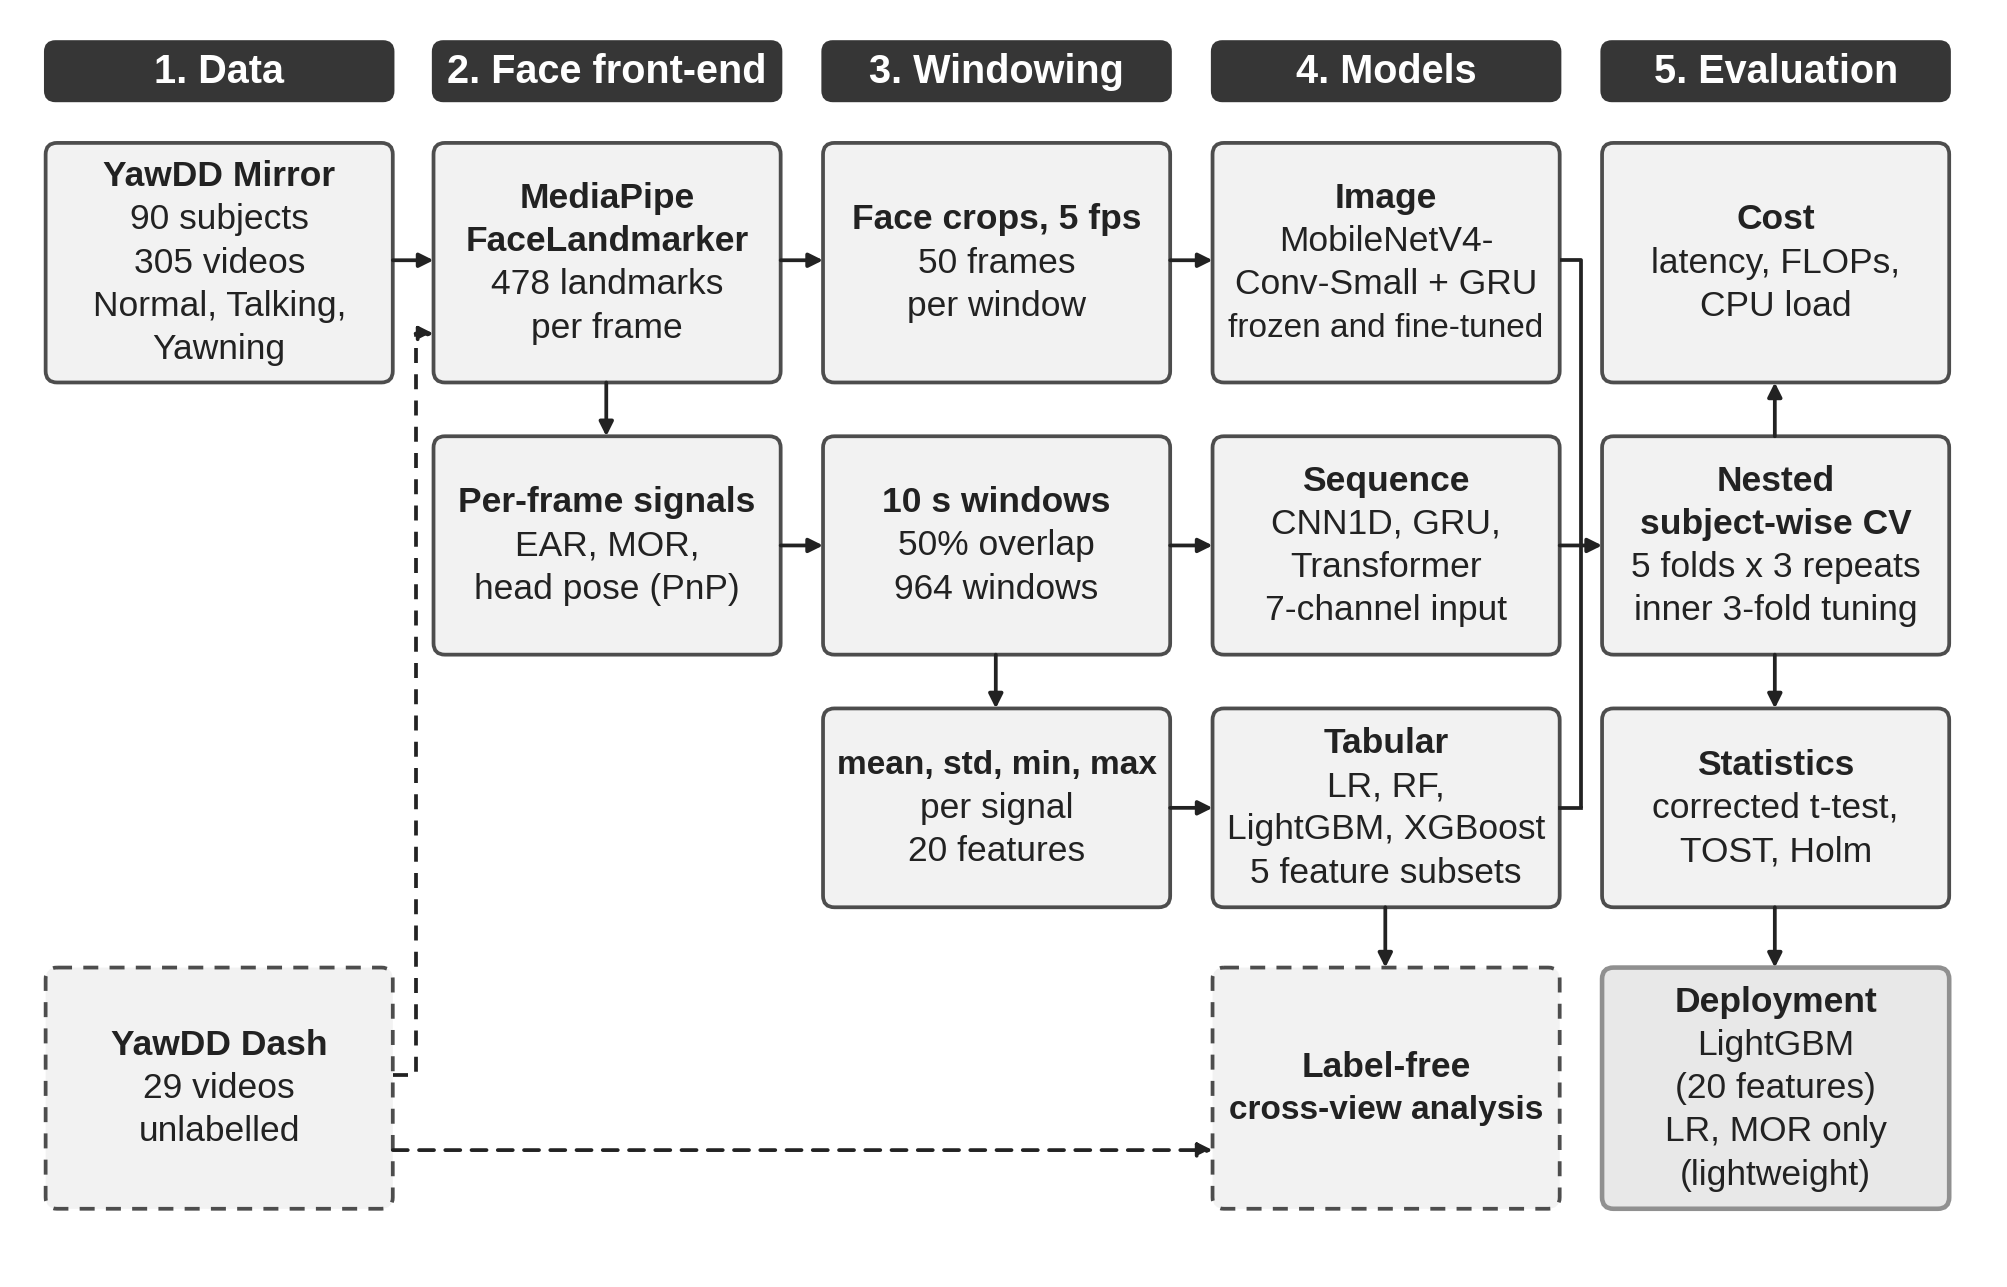 1. Data
2. Face front-end
3. Windowing
4. Models
5. Evaluation
YawDD Mirror
90 subjects
305 videos
Normal, Talking,
Yawning
MediaPipe
FaceLandmarker
478 landmarks
per frame
Face crops, 5 fps
50 frames
per window
Image
MobileNetV4-
Conv-Small + GRU
frozen and fine-tuned
Cost
latency, FLOPs,
CPU load
Per-frame signals
EAR, MOR,
head pose (PnP)
10 s windows
50% overlap
964 windows
Sequence
CNN1D, GRU,
Transformer
7-channel input
Nested
subject-wise CV
5 folds x 3 repeats
inner 3-fold tuning
mean, std, min, max
per signal
20 features
Tabular
LR, RF,
LightGBM, XGBoost
5 feature subsets
Statistics
corrected t-test,
TOST, Holm
YawDD Dash
29 videos
unlabelled
Label-free
cross-view analysis
Deployment
LightGBM
(20 features)
LR, MOR only
(lightweight)